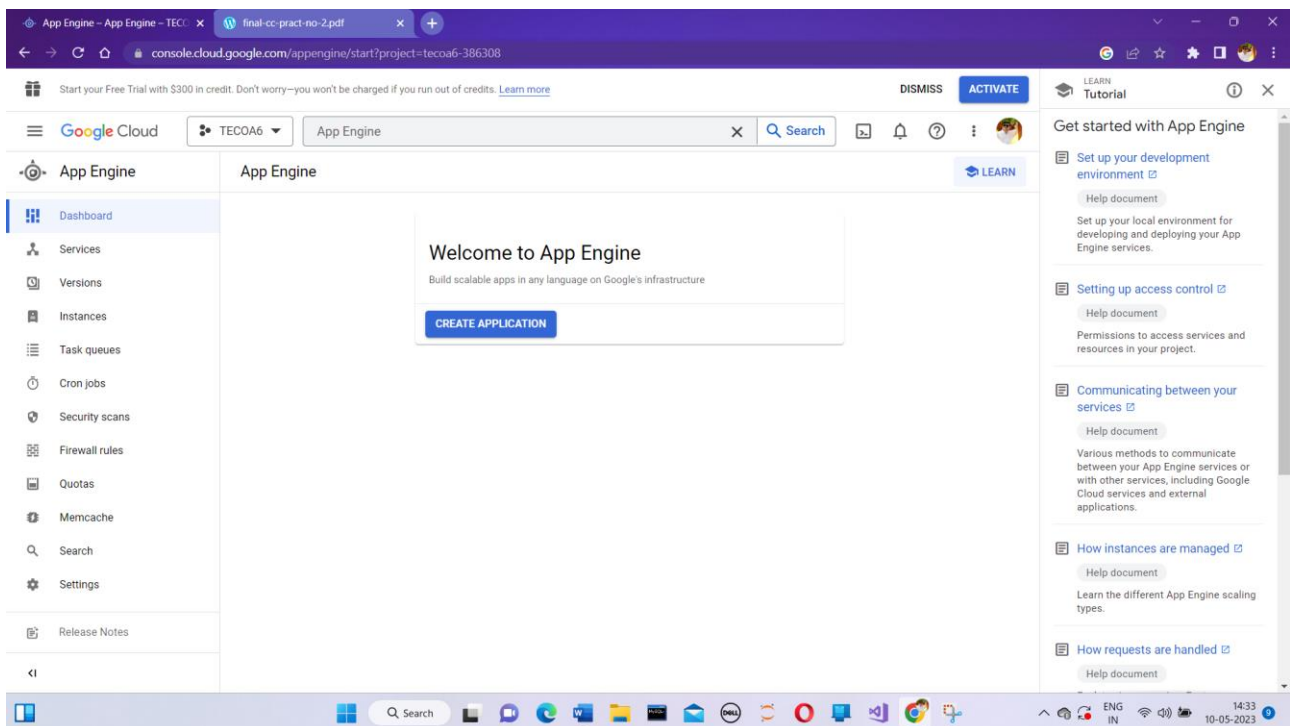 App Engine – App Engine – TECO
final-cc-pract-no-2.pdf
console.cloud.google.com/appengine/start?project=tecoa6-386308
Start your Free Trial with $300 in credit. Don't worry—you won't be charged if you run out of credits. Learn more
DISMISS
ACTIVATE
Google Cloud
TECOA6
App Engine
Search
App Engine
Dashboard
Services
Versions
Instances
Task queues
Cron jobs
Security scans
Firewall rules
Quotas
Memcache
Search
Settings
Release Notes
App Engine
LEARN
Welcome to App Engine
Build scalable apps in any language on Google's infrastructure
CREATE APPLICATION
LEARN
Tutorial
Get started with App Engine
Set up your development
environment
Help document
Set up your local environment for
developing and deploying your App
Engine services.
Setting up access control
Help document
Permissions to access services and
resources in your project.
Communicating between your
services
Help document
Various methods to communicate
between your App Engine services or
with other services, including Google
Cloud services and external
applications.
How instances are managed
Help document
Learn the different App Engine scaling
types.
How requests are handled
Help document
Search
DELL
ENG
IN
14:33
10-05-2023
9